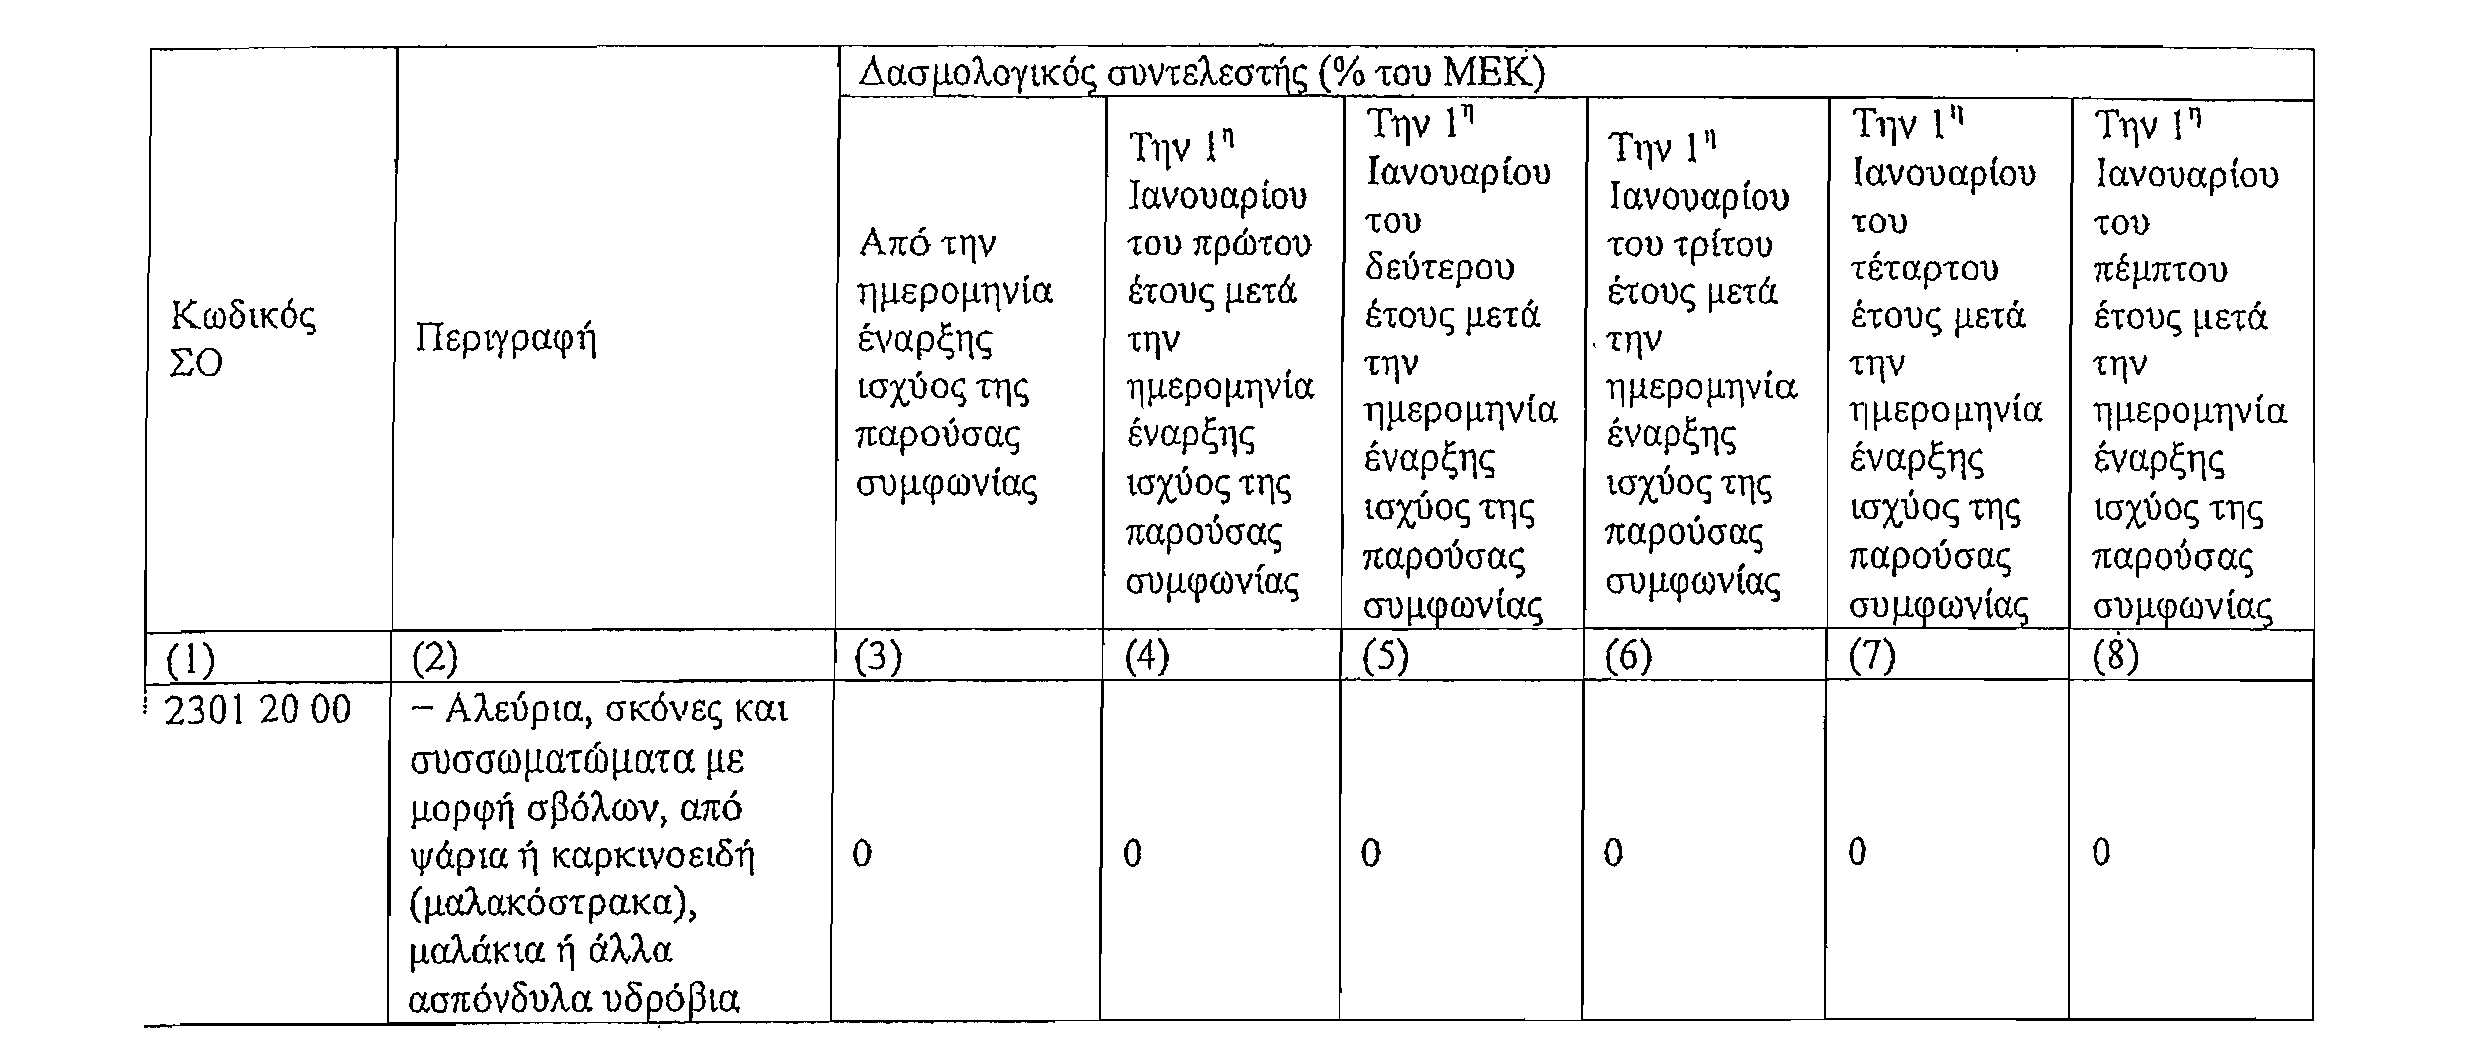 Δασμολογικός συντελεστής (% του ΜΕΚ)
Κωδικός
ΣΟ
Περιγραφή
Από την
ημερομηνία
έναρξης
ισχύος της
παρούσας
συμφωνίας
Την 1η
Ιανουαρίου
του πρώτου
έτους μετά
την
ημερομηνία
έναρξης
ισχύος της
παρούσας
συμφωνίας
Την 1η
Ιανουαρίου
του
δεύτερου
έτους μετά
την
ημερομηνία
έναρξης
ισχύος της
παρούσας
συμφωνίας
Την 1η
Ιανουαρίου
του τρίτου
έτους μετά
την
ημερομηνία
έναρξης
ισχύος της
παρούσας
συμφωνίας
Την 1η
Ιανουαρίου
του
τέταρτου
έτους μετά
την
ημερομηνία
έναρξης
ισχύος της
παρούσας
συμφωνίας
Την 1η
Ιανουαρίου
του
πέμπτου
έτους μετά
την
ημερομηνία
έναρξης
ισχύος της
παρούσας
συμφωνίας
(1) (2) (3) (4) (5) (6) (7) (8)
2301 20 00
– Αλεύρια, σκόνες και
συσσωματώματα με
μορφή σβόλων, από
ψάρια ή καρκινοειδή
(μαλακόστρακα),
μαλάκια ή άλλα
ασπόνδυλα υδρόβια
0 0 0 0 0 0